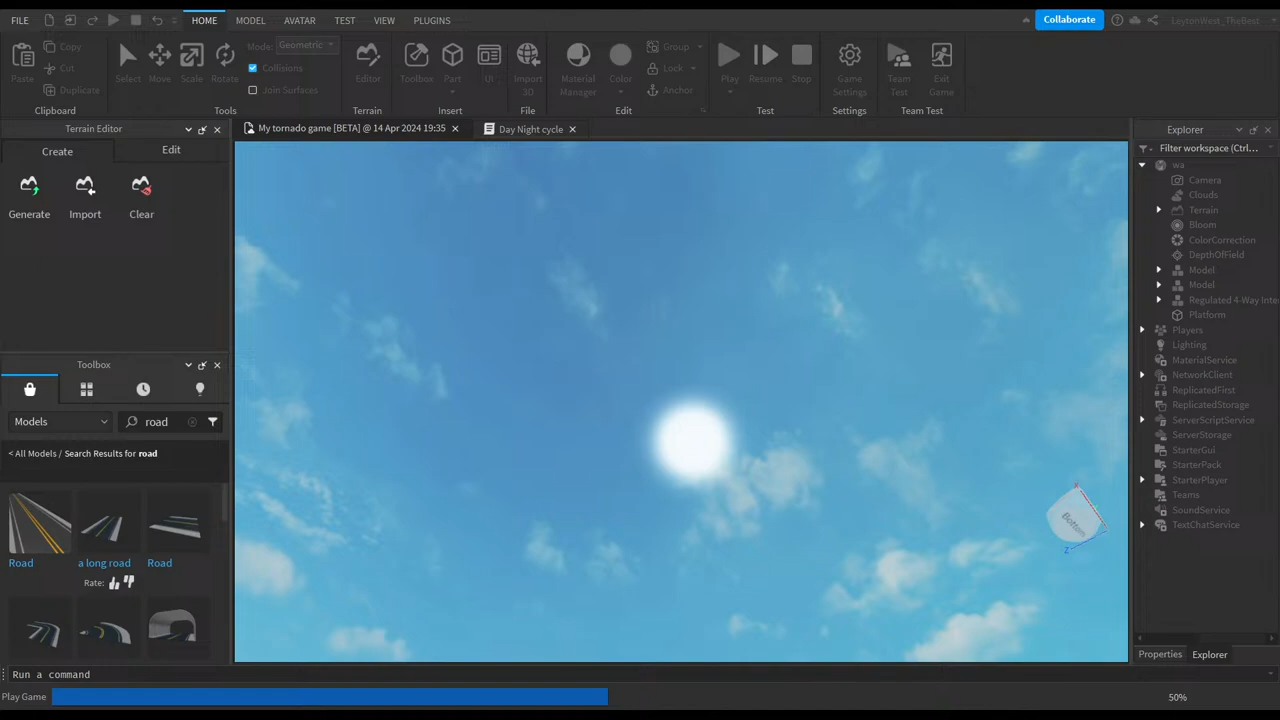 FILE HOME MODEL AVATAR TEST VIEW PLUGINS Collaborate LeytonWest_TheBest
Paste Copy Cut Duplicate Select Move Scale Rotate Mode: Geometric Collisions Join Surfaces Editor Toolbox Part UI Import 3D Material Manager Color Group Lock Anchor Play Resume Stop Game Settings Team Test Exit Game
Clipboard Tools Terrain Insert File Edit Test Settings Team Test
Terrain Editor
Create Edit
Generate Import Clear
Toolbox
Models road
< All Models / Search Results for road
Road a long road Road
Rate:
My tornado game [BETA] @ 14 Apr 2024 19:35 Day Night cycle
Bottom
Z
Explorer
Filter workspace (Ctrl...
wa
Camera
Clouds
Terrain
Bloom
ColorCorrection
DepthOfField
Model
Model
Regulated 4-Way Inte
Platform
Players
Lighting
MaterialService
NetworkClient
ReplicatedFirst
ReplicatedStorage
ServerScriptService
ServerStorage
StarterGui
StarterPack
StarterPlayer
Teams
SoundService
TextChatService
Properties Explorer
Run a command
Play Game 50%